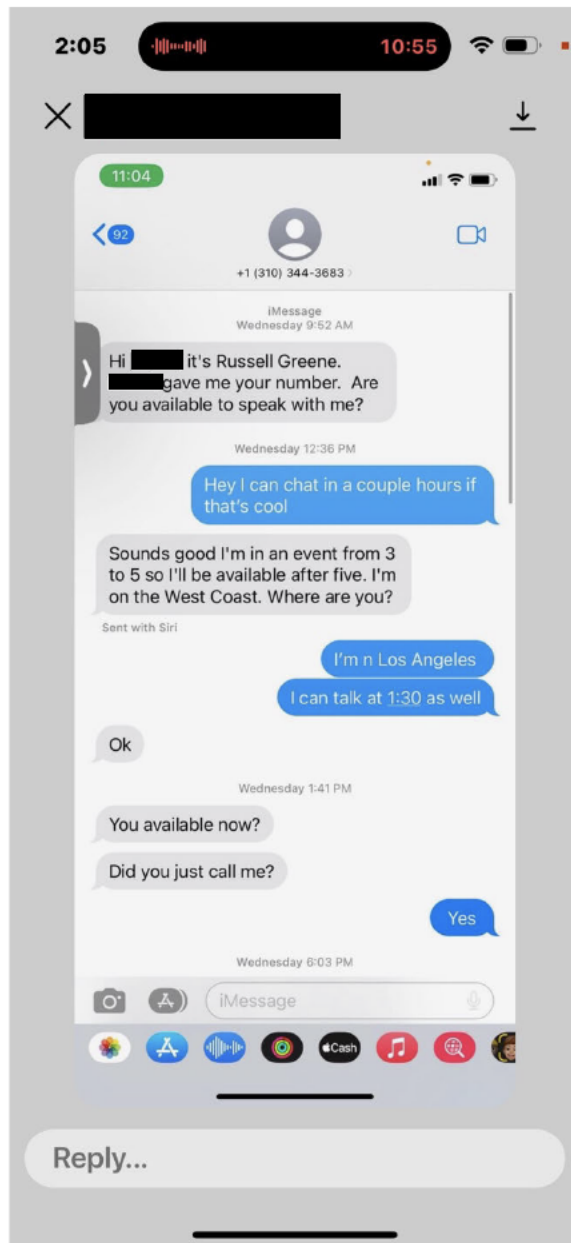 2:05
10:55
11:04
92
+1 (310) 344-3683
iMessage
Wednesday 9:52 AM
Hi it's Russell Greene.
gave me your number. Are
you available to speak with me?
Wednesday 12:36 PM
Hey I can chat in a couple hours if
that's cool
Sounds good I'm in an event from 3
to 5 so I'll be available after five. I'm
on the West Coast. Where are you?
Sent with Siri
I'm n Los Angeles
I can talk at 1:30 as well
Ok
Wednesday 1:41 PM
You available now?
Did you just call me?
Yes
Wednesday 6:03 PM
iMessage
Cash
Reply...